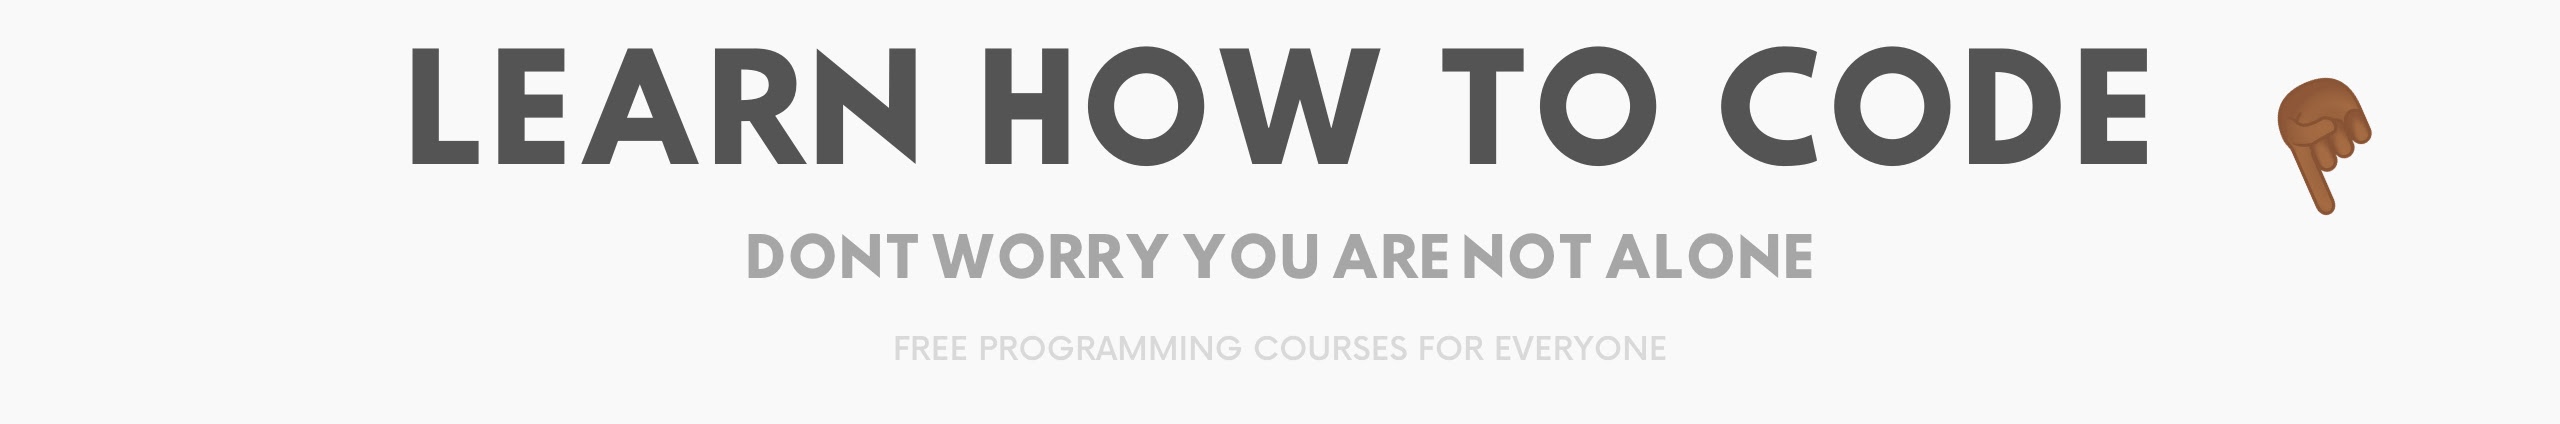 LEARN HOW TO CODE
DONT WORRY YOU ARE NOT ALONE
FREE PROGRAMMING COURSES FOR EVERYONE